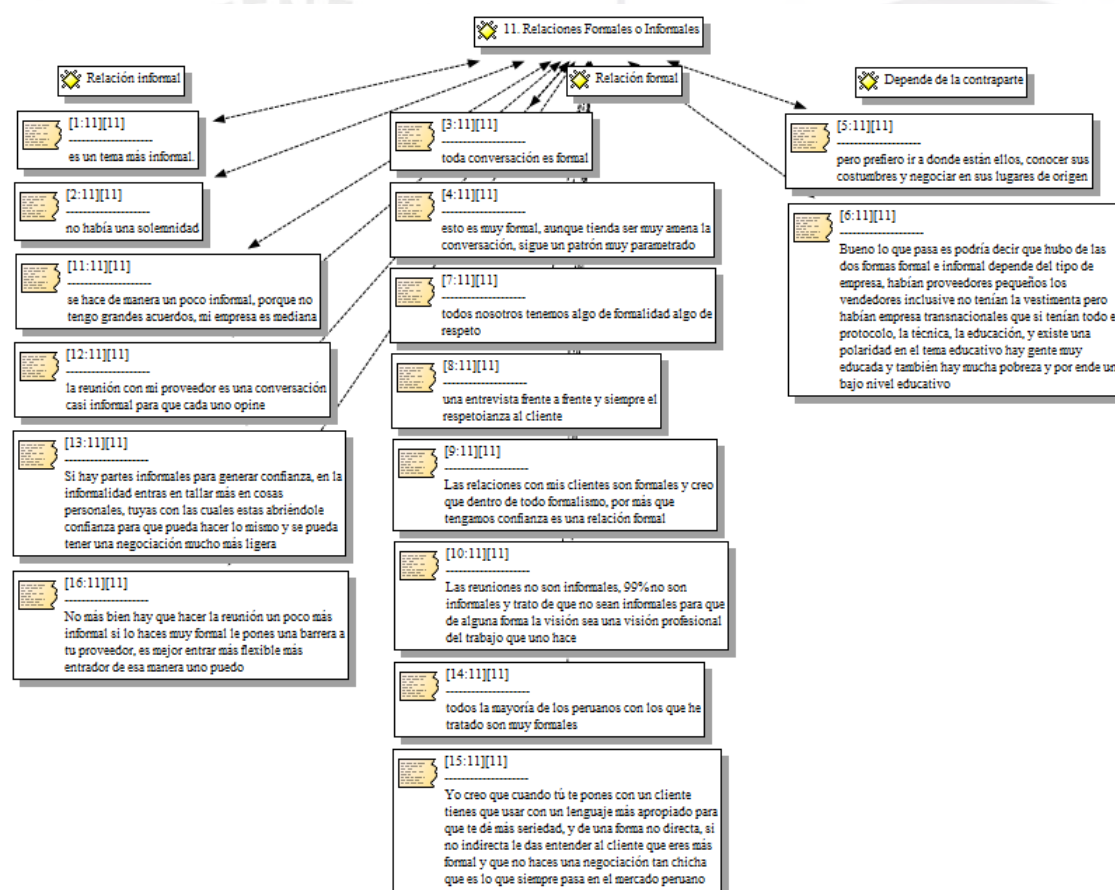 11. Relaciones Formales o Informales
Relación informal
[1:11][11]
--------------------
es un tema más informal.
[2:11][11]
--------------------
no había una solemnidad
[11:11][11]
--------------------
se hace de manera un poco informal, porque no
tengo grandes acuerdos, mi empresa es mediana
[12:11][11]
--------------------
la reunión con mi proveedor es una conversación
casi informal para que cada uno opine
[13:11][11]
--------------------
Si hay partes informales para generar confianza, en la
informalidad entras en tallar más en cosas
personales, tuyas con las cuales estas abriéndole
confianza para que pueda hacer lo mismo y se pueda
tener una negociación mucho más ligera
[16:11][11]
--------------------
No más bien hay que hacer la reunión un poco más
informal si lo haces muy formal le pones una barrera a
tu proveedor, es mejor entrar más flexible más
entrador de esa manera uno puedo
Relación formal
[3:11][11]
--------------------
toda conversación es formal
[4:11][11]
--------------------
esto es muy formal, aunque tienda ser muy amena la
conversación, sigue un patrón muy parametrado
[7:11][11]
--------------------
todos nosotros tenemos algo de formalidad algo de
respeto
[8:11][11]
--------------------
una entrevista frente a frente y siempre el
respetoianza al cliente
[9:11][11]
--------------------
Las relaciones con mis clientes son formales y creo
que dentro de todo formalismo, por más que
tengamos confianza es una relación formal
[10:11][11]
--------------------
Las reuniones no son informales, 99% no son
informales y trato de que no sean informales para que
de alguna forma la visión sea una visión profesional
del trabajo que uno hace
[14:11][11]
--------------------
todos la mayoría de los peruanos con los que he
tratado son muy formales
[15:11][11]
--------------------
Yo creo que cuando tú te pones con un cliente
tienes que usar con un lenguaje más apropiado para
que te dé más seriedad, y de una forma no directa, si
no indirecta le das entender al cliente que eres más
formal y que no haces una negociación tan chicha
que es lo que siempre pasa en el mercado peruano
Depende de la contraparte
[5:11][11]
--------------------
pero prefiero ir a donde están ellos, conocer sus
costumbres y negociar en sus lugares de origen
[6:11][11]
--------------------
Bueno lo que pasa es podría decir que hubo de las
dos formas formal e informal depende del tipo de
empresa, habían proveedores pequeños los
vendedores inclusive no tenían la vestimenta pero
habían empresa transnacionales que si tenían todo e
protocolo, la técnica, la educación, y existe una
polaridad en el tema educativo hay gente muy
educada y también hay mucha pobreza y por ende un
bajo nivel educativo